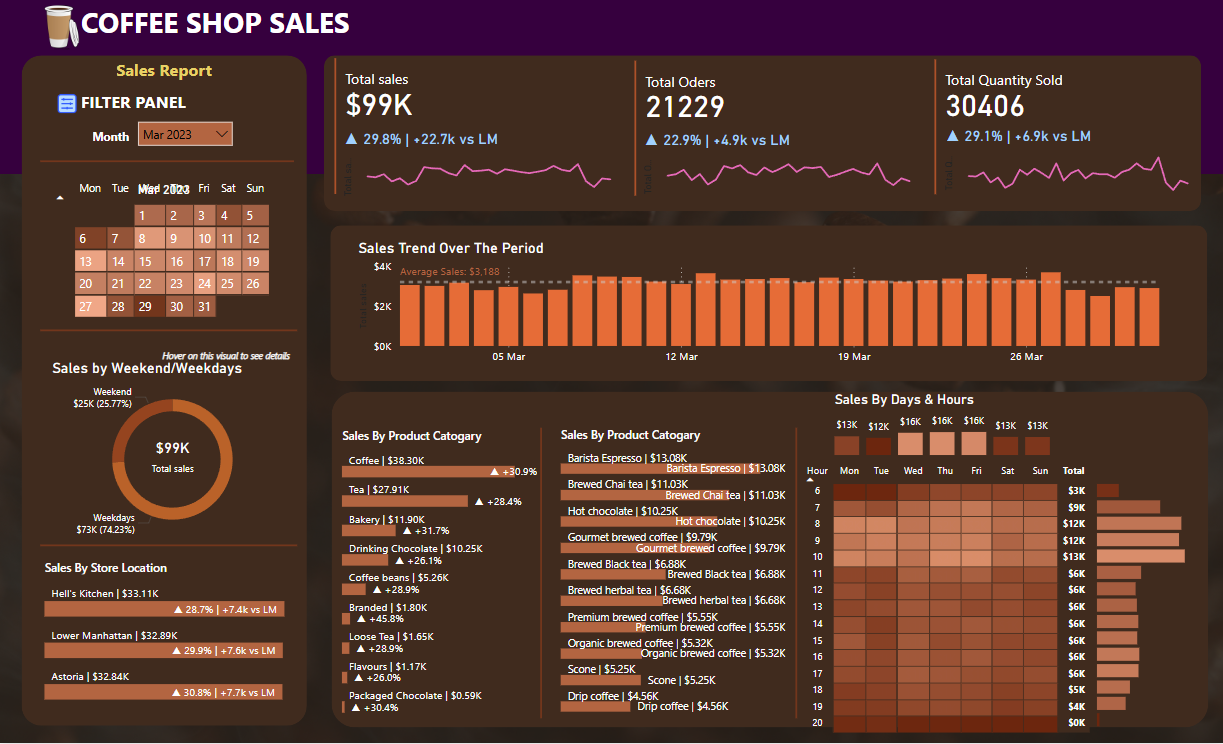 COFFEE SHOP SALES
Sales Report
FILTER PANEL
Month Mar 2023
Mar 2023
Mon Tue Wed Thu Fri Sat Sun
1 2 3 4 5
6 7 8 9 10 11 12
13 14 15 16 17 18 19
20 21 22 23 24 25 26
27 28 29 30 31
Hover on this visual to see details
Sales by Weekend/Weekdays
Weekend
$25K (25.77%)
$99K
Total sales
Weekdays
$73K (74.23%)
Sales By Store Location
Hell's Kitchen | $33.11K
▲ 28.7% | +7.4k vs LM
Lower Manhattan | $32.89K
▲ 29.9% | +7.6k vs LM
Astoria | $32.84K
▲ 30.8% | +7.7k vs LM
Total sales
$99K
▲ 29.8% | +22.7k vs LM
Total Oders
21229
▲ 22.9% | +4.9k vs LM
Total Quantity Sold
30406
▲ 29.1% | +6.9k vs LM
Sales Trend Over The Period
$4K
Average Sales: $3,188
$2K
$0K
05 Mar 12 Mar 19 Mar 26 Mar
Sales By Product Catogary
Coffee | $38.30K
▲ +30.9%
Tea | $27.91K
▲ +28.4%
Bakery | $11.90K
▲ +31.7%
Drinking Chocolate | $10.25K
▲ +26.1%
Coffee beans | $5.26K
▲ +28.9%
Branded | $1.80K
▲ +45.8%
Loose Tea | $1.65K
▲ +28.9%
Flavours | $1.17K
▲ +26.0%
Packaged Chocolate | $0.59K
▲ +30.4%
Sales By Product Catogary
Barista Espresso | $13.08K
Barista Espresso | $13.08K
Brewed Chai tea | $11.03K
Brewed Chai tea | $11.03K
Hot chocolate | $10.25K
Hot chocolate | $10.25K
Gourmet brewed coffee | $9.79K
Gourmet brewed coffee | $9.79K
Brewed Black tea | $6.88K
Brewed Black tea | $6.88K
Brewed herbal tea | $6.68K
Brewed herbal tea | $6.68K
Premium brewed coffee | $5.55K
Premium brewed coffee | $5.55K
Organic brewed coffee | $5.32K
Organic brewed coffee | $5.32K
Scone | $5.25K
Scone | $5.25K
Drip coffee | $4.56K
Drip coffee | $4.56K
Sales By Days & Hours
$13K $12K $16K $16K $16K $13K $13K
Hour Mon Tue Wed Thu Fri Sat Sun Total
6 $3K
7 $9K
8 $12K
9 $12K
10 $13K
11 $6K
12 $6K
13 $6K
14 $6K
15 $6K
16 $6K
17 $6K
18 $5K
19 $4K
20 $0K